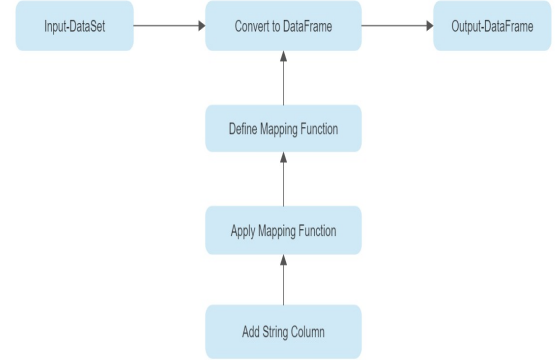 Input-DataSet
Convert to DataFrame
Output-DataFrame
Define Mapping Function
Apply Mapping Function
Add String Column